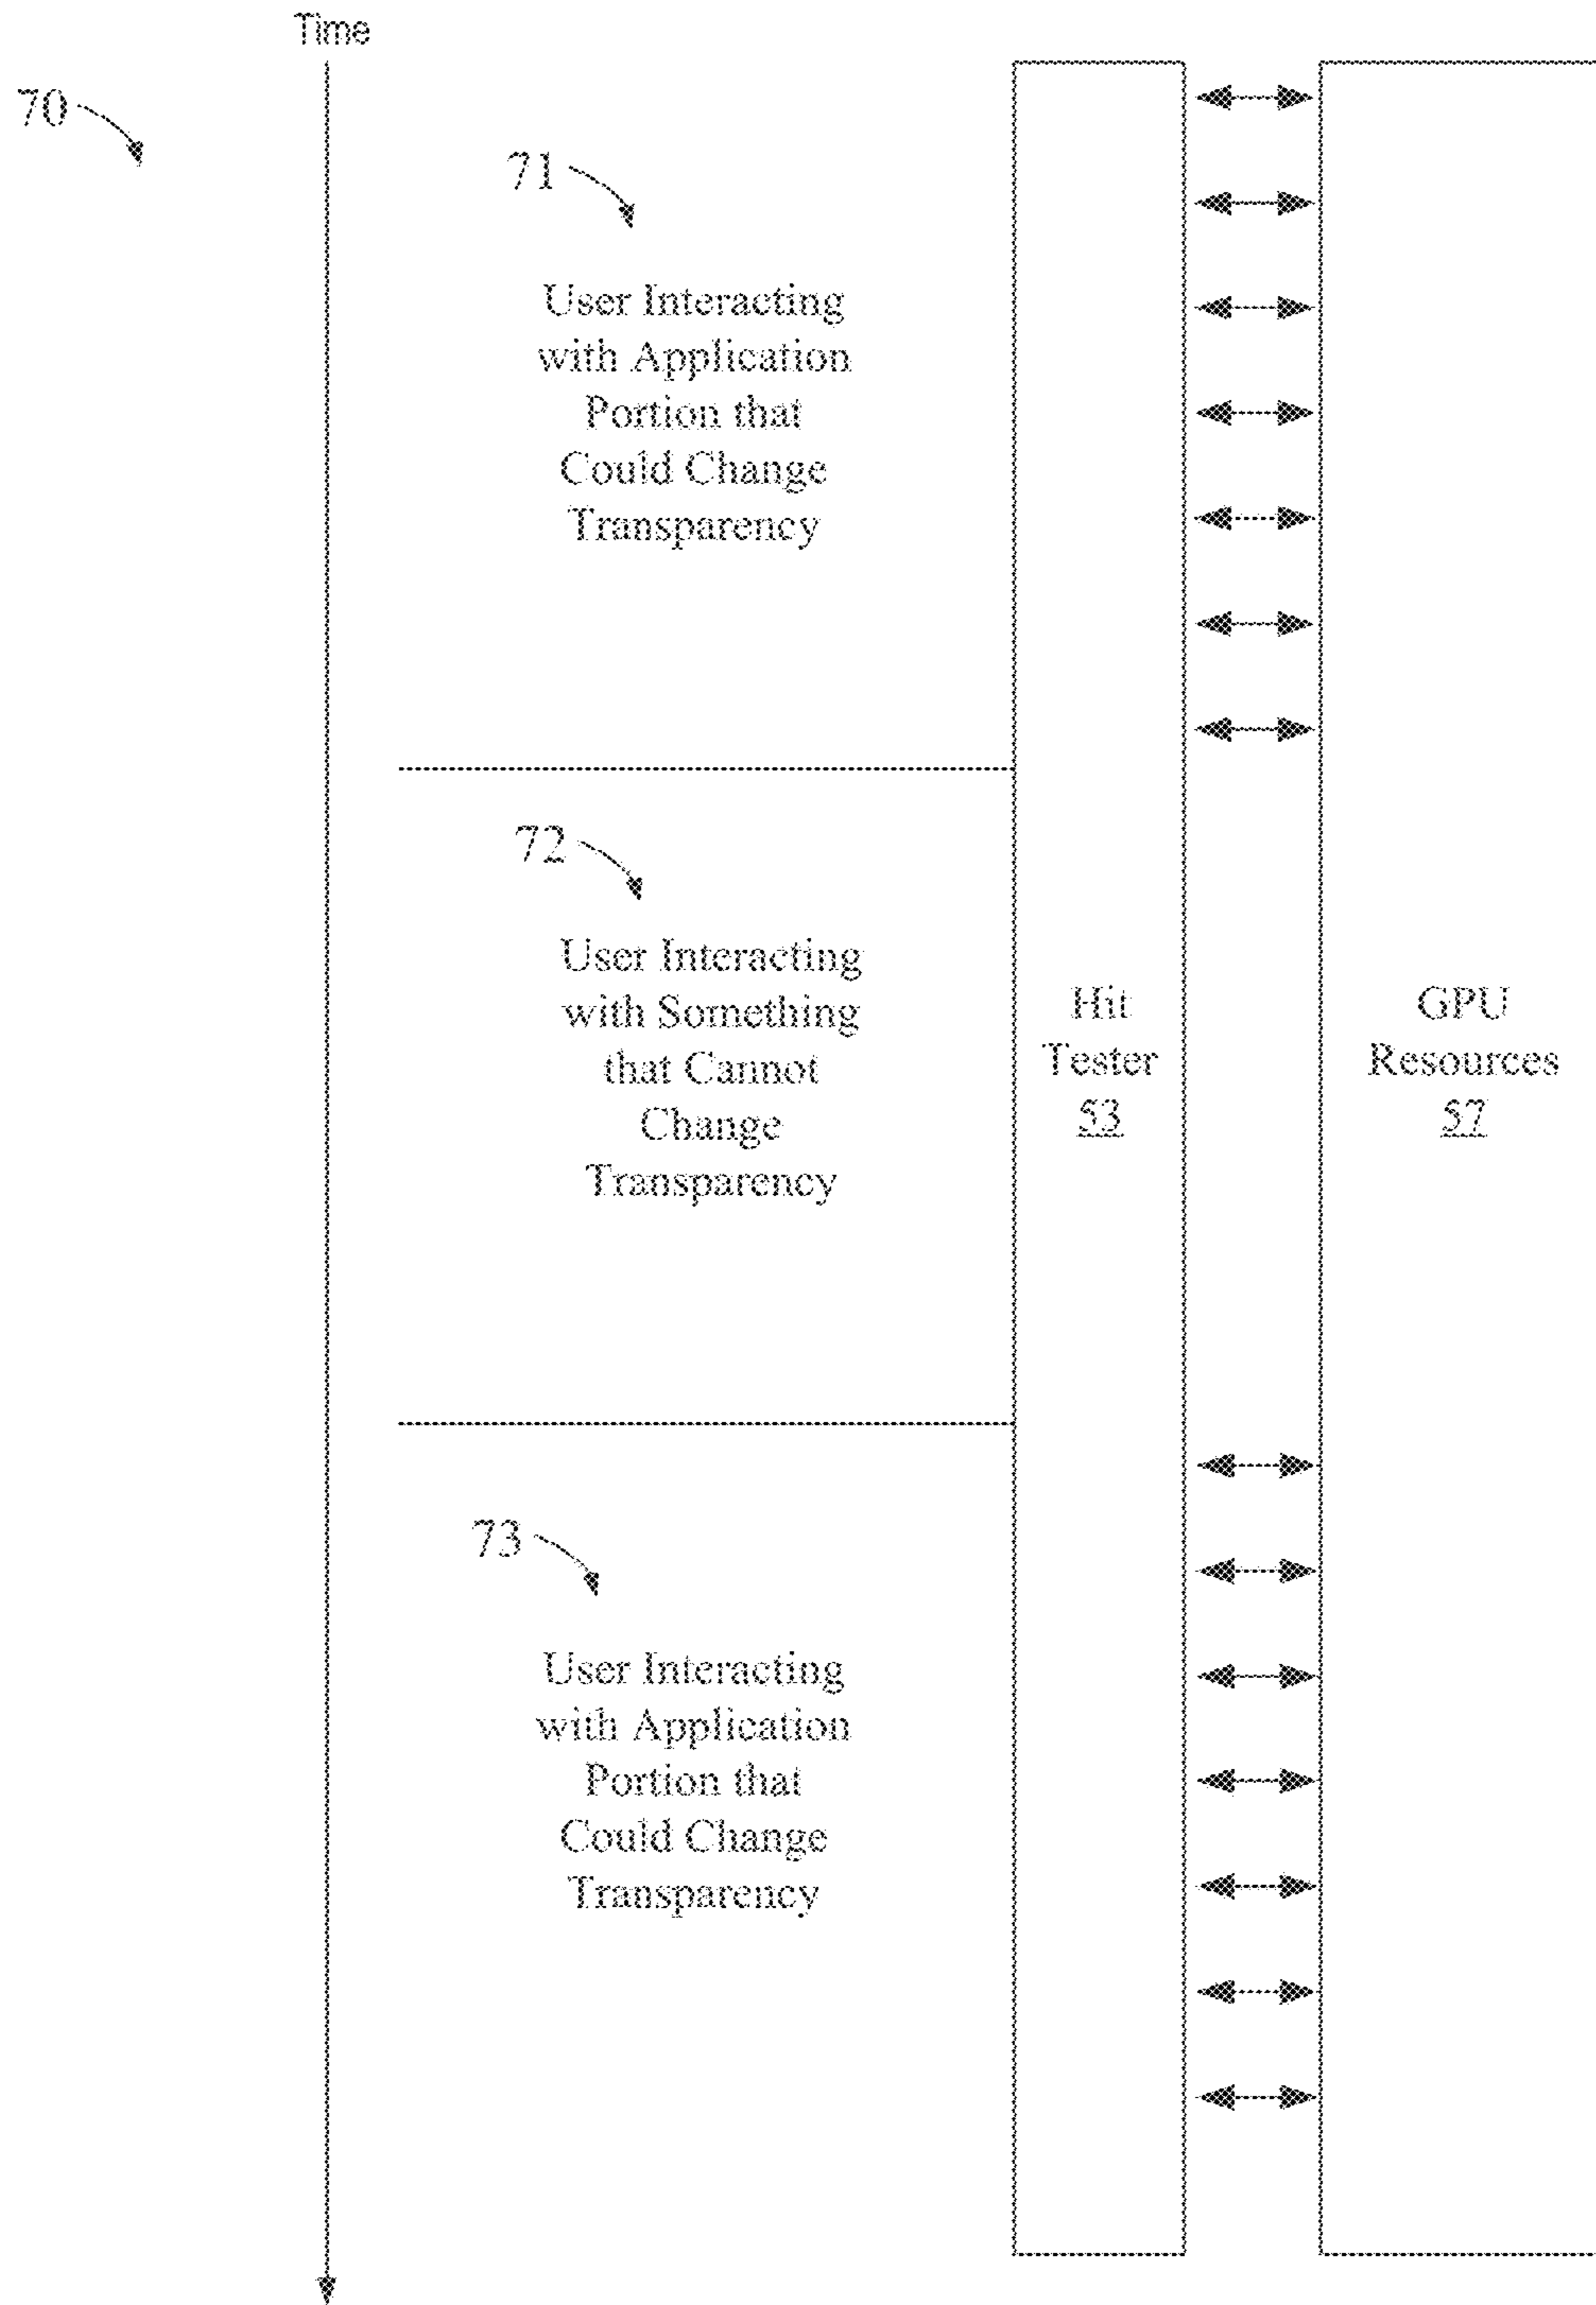 Time
70
71
User Interacting
with Application
Portion that
Could Change
Transparency
72
User Interacting
with Something
that Cannot
Change
Transparency
Hit
Tester
53
GPU
Resources
57
73
User Interacting
with Application
Portion that
Could Change
Transparency